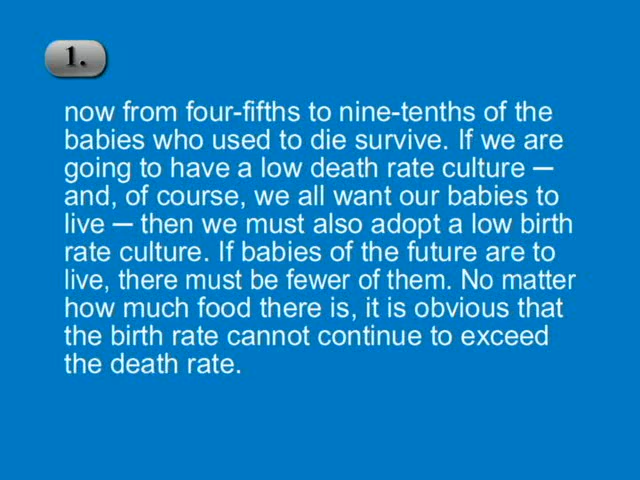 1.
now from four-fifths to nine-tenths of the
babies who used to die survive. If we are
going to have a low death rate culture —
and, of course, we all want our babies to
live — then we must also adopt a low birth
rate culture. If babies of the future are to
live, there must be fewer of them. No matter
how much food there is, it is obvious that
the birth rate cannot continue to exceed
the death rate.